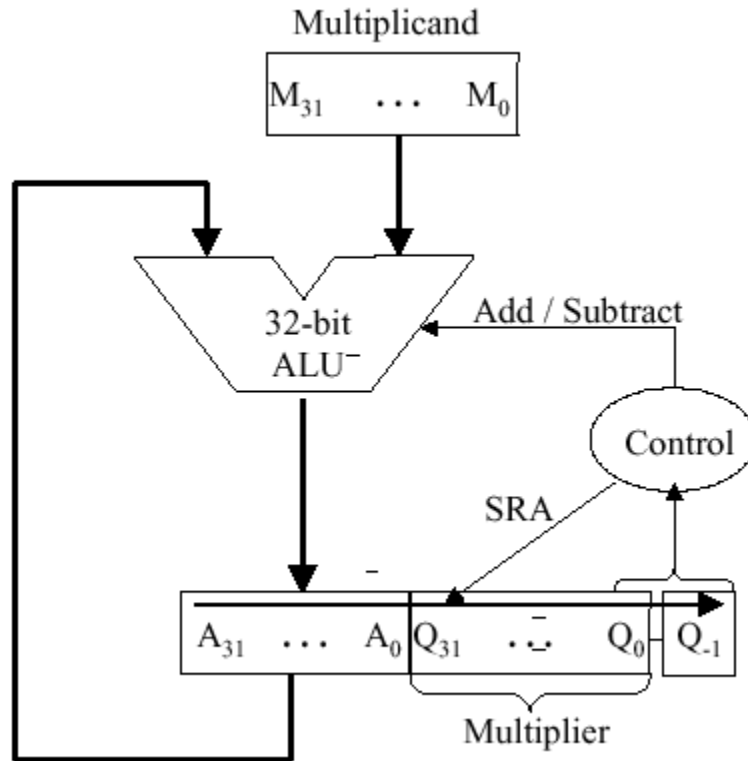 Multiplicand
M31 ... M0
Add / Subtract
32-bit
ALU–
Control
SRA
A31 ... A0 Q31 ... Q0 Q-1
Multiplier